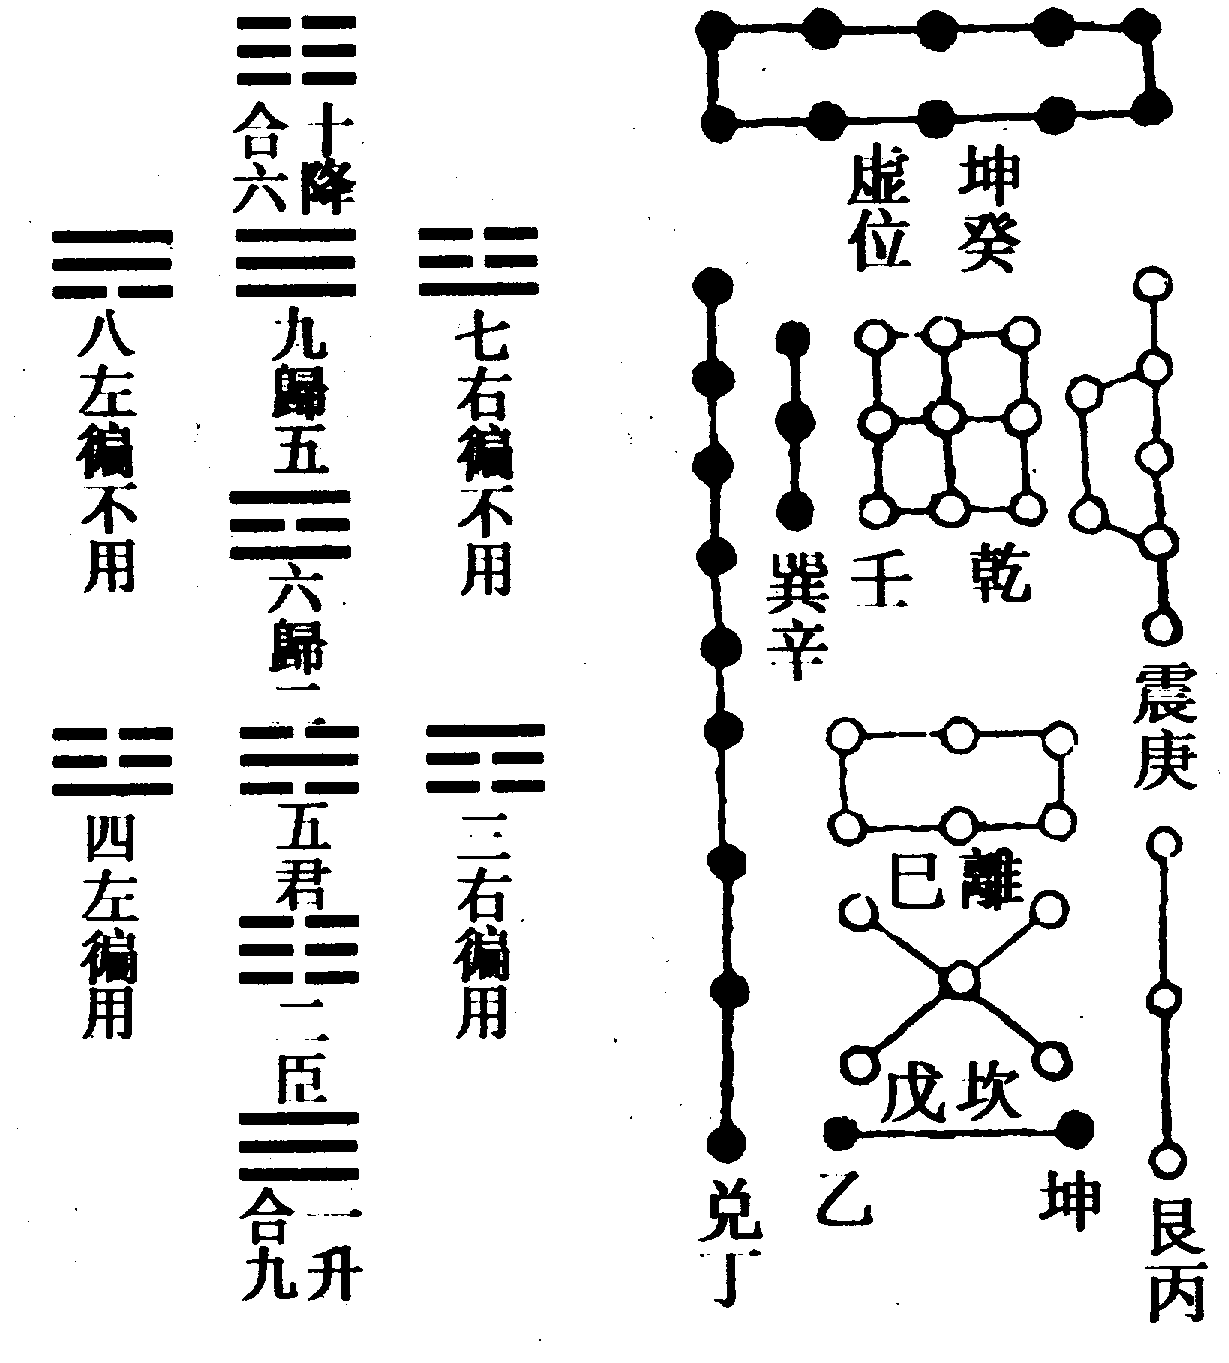 坤癸
虛位
震庚
乾
壬
巽辛
離
巳
坎
戊
艮丙
坤
乙
兌丁
十降
合六
七右徧不用
九歸五
八左徧不用
六歸二
三右徧用
五君
四左徧用
二臣
一升
合九